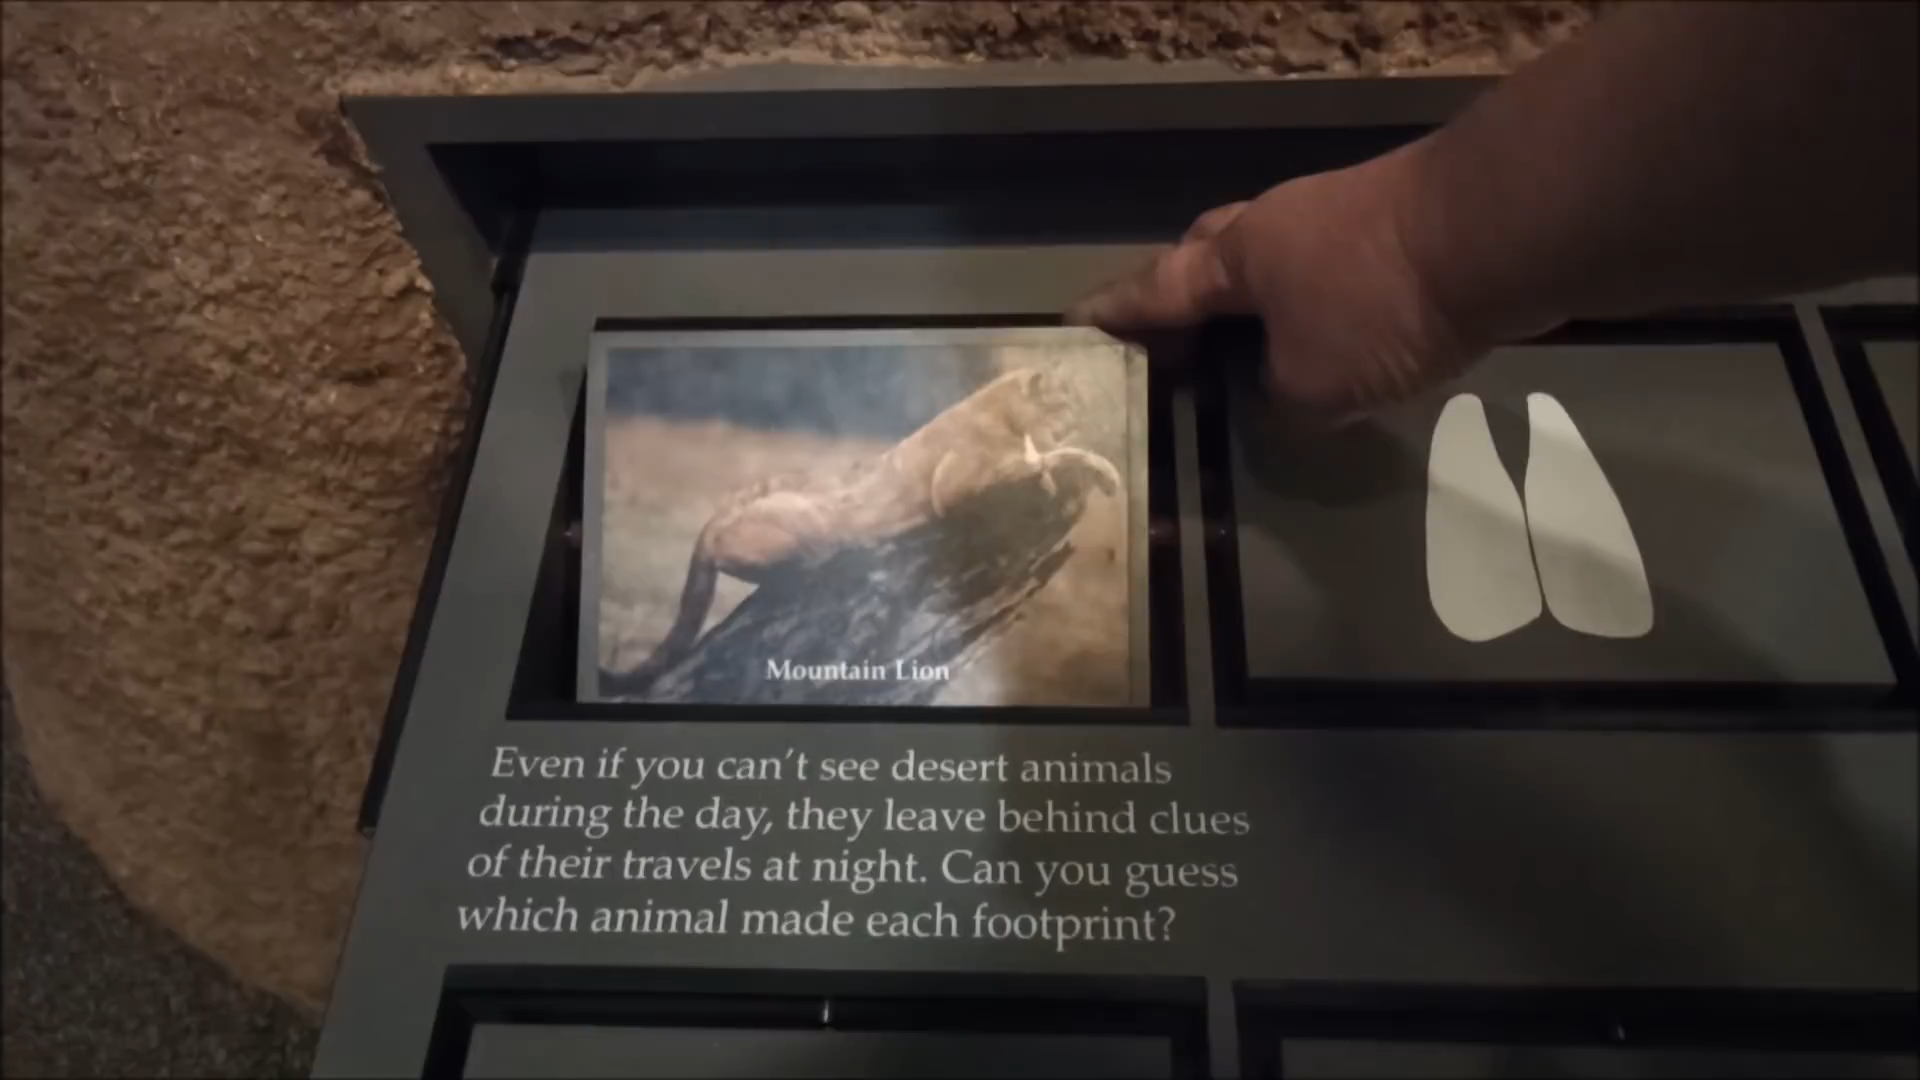 Mountain Lion
Even if you can't see desert animals
during the day, they leave behind clues
of their travels at night. Can you guess
which animal made each footprint?